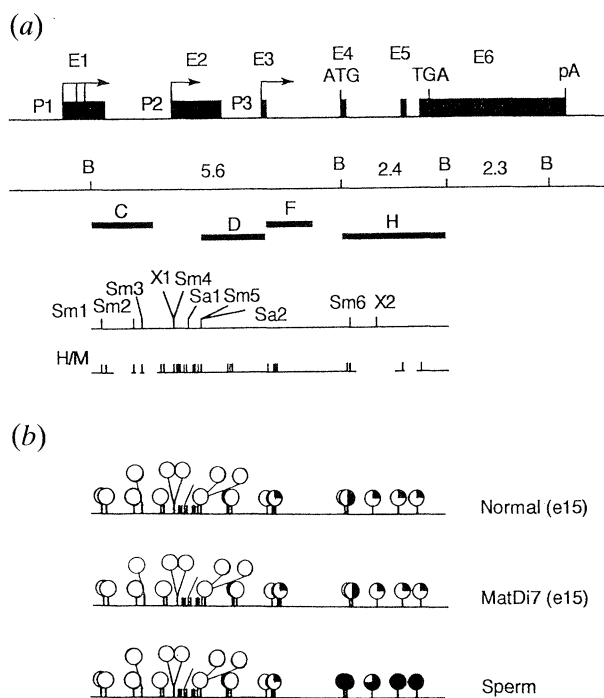 (a)
E1 E2 E3 E4 E5 E6
ATG TGA pA
P1 P2 P3
B 5.6 B 2.4 B 2.3 B
C D F H
Sm1 Sm2 Sm3 X1 Sm4 Sa1 Sm5 Sa2 Sm6 X2
H/M
(b)
Normal (e15)
MatDi7 (e15)
Sperm